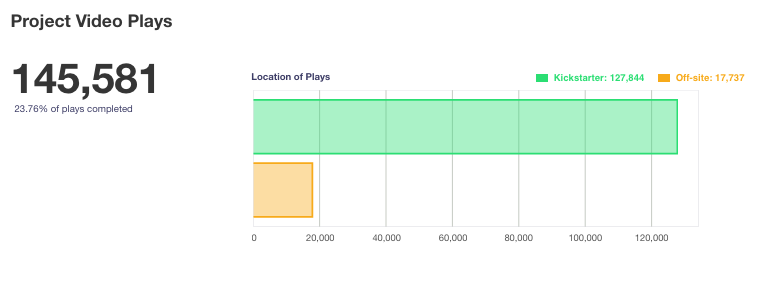 Project Video Plays
145,581
23.76% of plays completed
Location of Plays
Kickstarter: 127,844
Off-site: 17,737
0 20,000 40,000 60,000 80,000 100,000 120,000